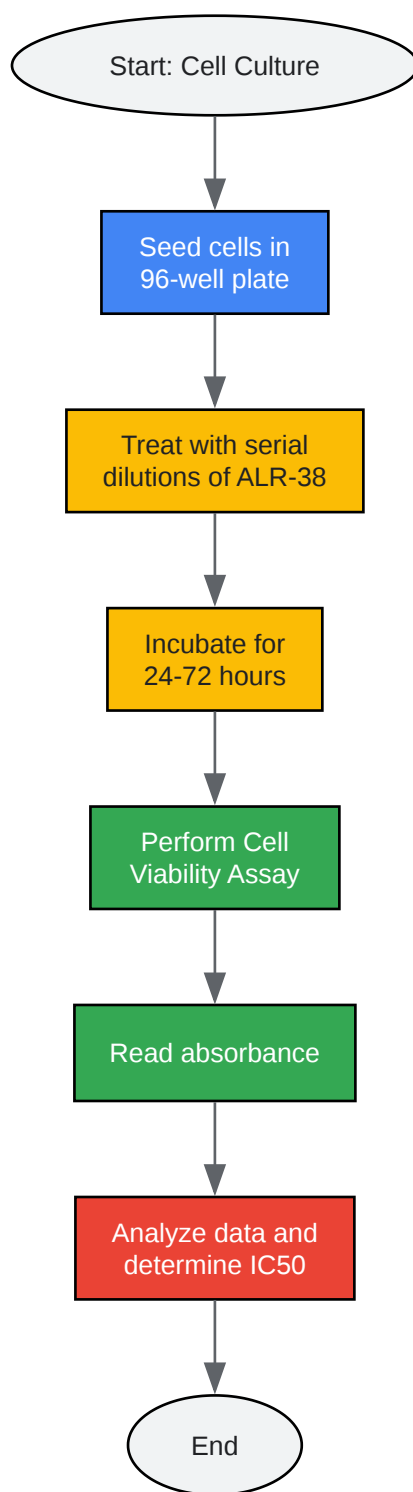 Start: Cell Culture
Seed cells in
96-well plate
Treat with serial
dilutions of ALR-38
Incubate for
24-72 hours
Perform Cell
Viability Assay
Read absorbance
Analyze data and
determine IC50
End